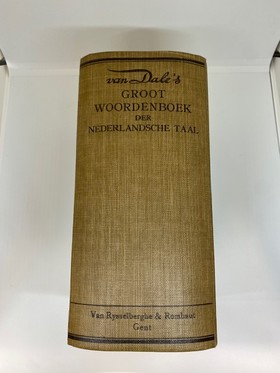 van Dale's
GROOT
WOORDENBOEK
DER
NEDERLANDSCHE TAAL
Van Rysselberghe & Rombaut
Gent